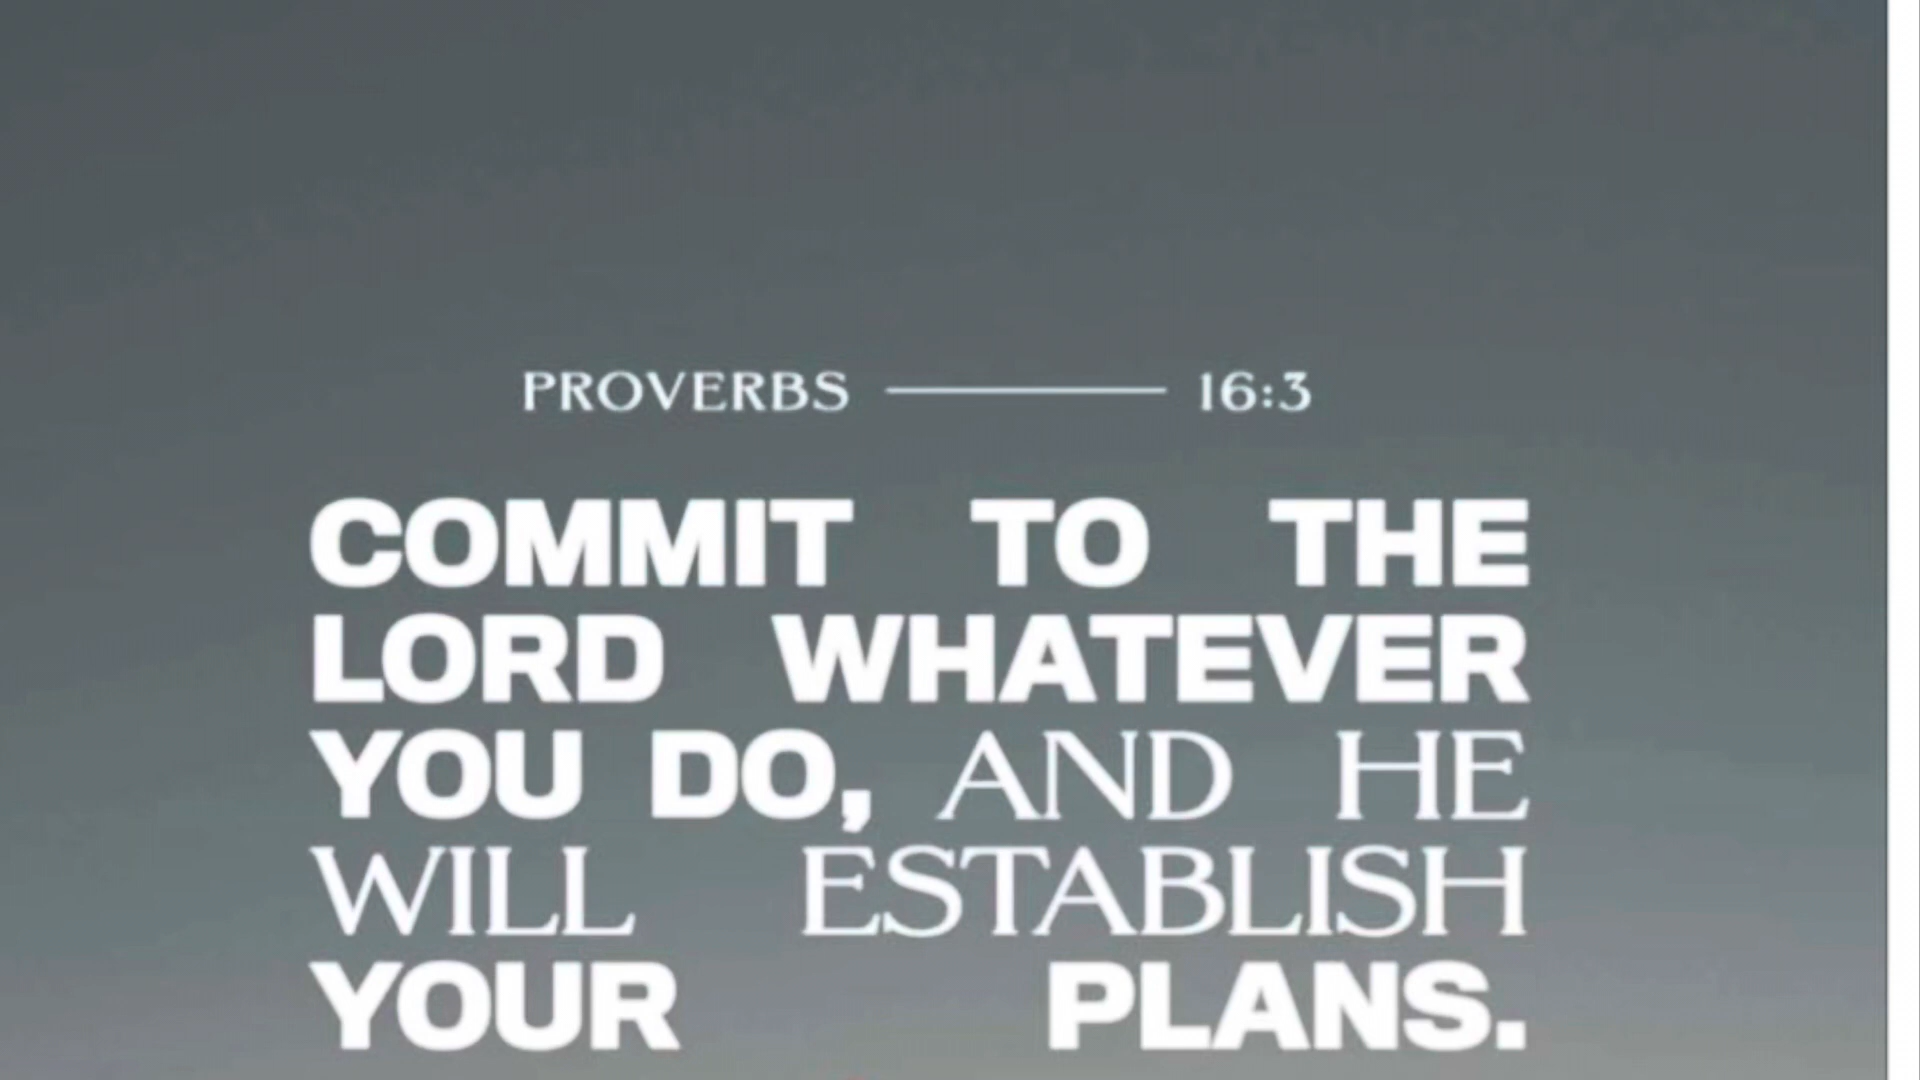 PROVERBS — 16:3
COMMIT TO THE
LORD WHATEVER
YOU DO, AND HE
WILL ESTABLISH
YOUR PLANS.